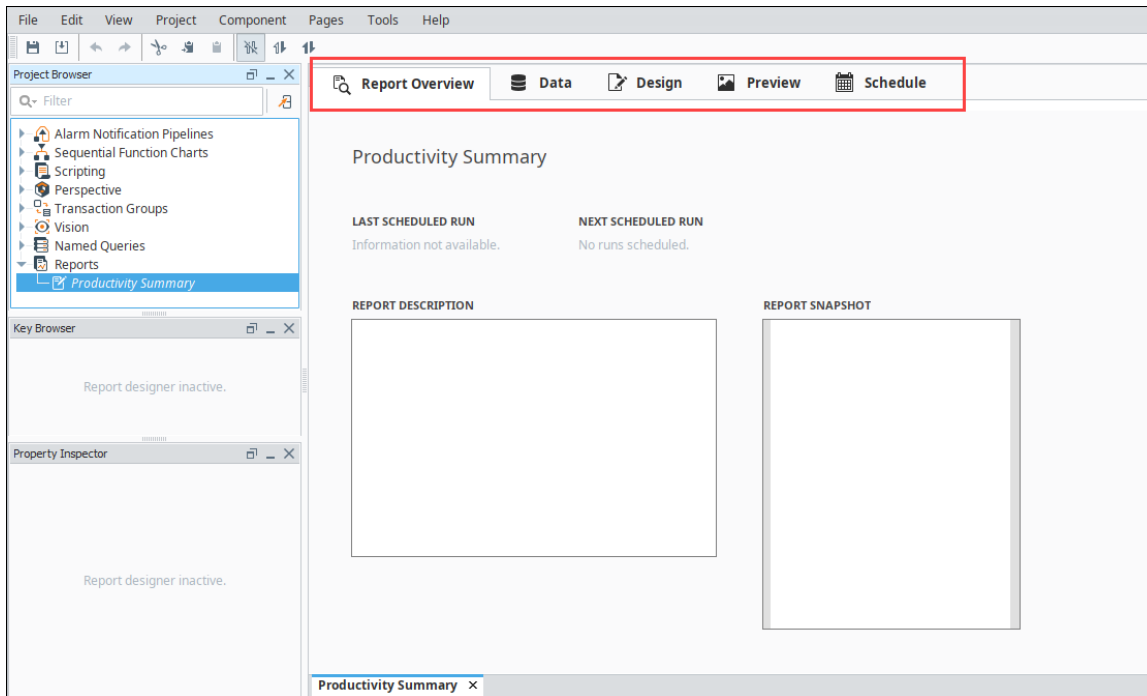 File Edit View Project Component Pages Tools Help
Project Browser
Filter
Alarm Notification Pipelines
Sequential Function Charts
Scripting
Perspective
Transaction Groups
Vision
Named Queries
Reports
Productivity Summary
Key Browser
Report designer inactive.
Property Inspector
Report designer inactive.
Report Overview Data Design Preview Schedule
Productivity Summary
LAST SCHEDULED RUN NEXT SCHEDULED RUN
Information not available. No runs scheduled.
REPORT DESCRIPTION REPORT SNAPSHOT
Productivity Summary